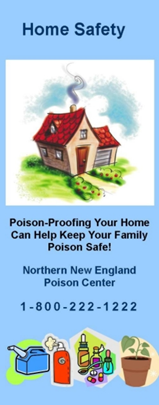 Home Safety
Poison-Proofing Your Home
Can Help Keep Your Family
Poison Safe!
Northern New England
Poison Center
1-800-222-1222